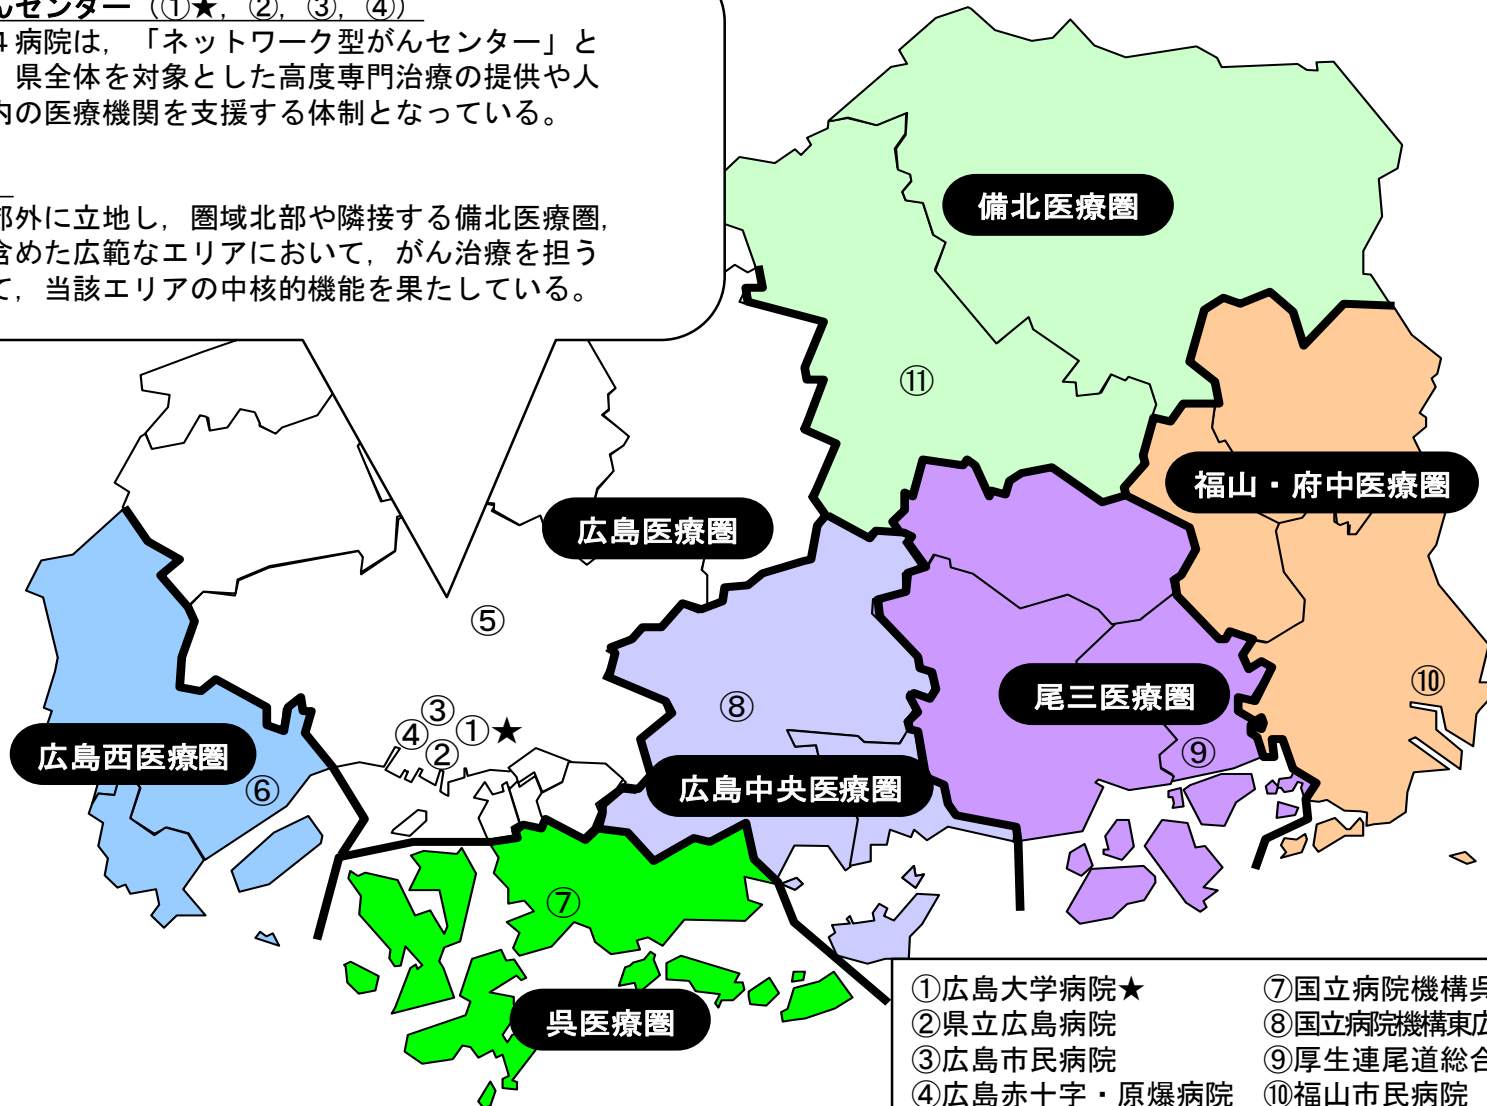 んセンター（①★，②，③，④）
４病院は，「ネットワーク型がんセンター」と
県全体を対象とした高度専門治療の提供や人
内の医療機関を支援する体制となっている。
郊外に立地し，圏域北部や隣接する備北医療圏，
含めた広範なエリアにおいて，がん治療を担う
て，当該エリアの中核的機能を果たしている。
備北医療圏
⑪
福山・府中医療圏
広島医療圏
⑤
尾三医療圏
⑩
⑧
③
④
①★
②
⑨
広島西医療圏
⑥
広島中央医療圏
⑦
呉医療圏
①広島大学病院★
②県立広島病院
③広島市民病院
④広島赤十字・原爆病院
⑦国立病院機構呉
⑧国立病院機構東広
⑨厚生連尾道総合
⑩福山市民病院